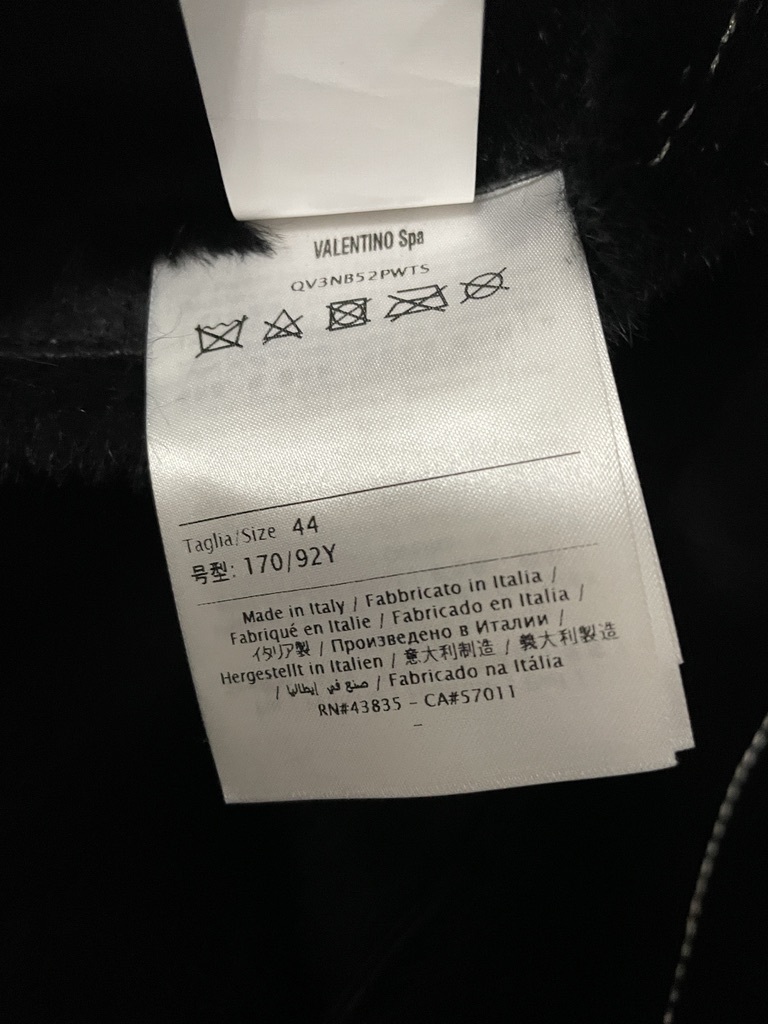 VALENTINO Spa
QV3NB52PWTS
Taglia/Size 44
号型: 170/92Y
Made in Italy / Fabbricato in Italia /
Fabriqué en Italie / Fabricado en Italia /
イタリア製 / Произведено в Италии /
Hergestellt in Italien / 意大利制造 / 義大利製造
/ صنع في إيطاليا / Fabricado na Itália
RN#43835 - CA#57011
-